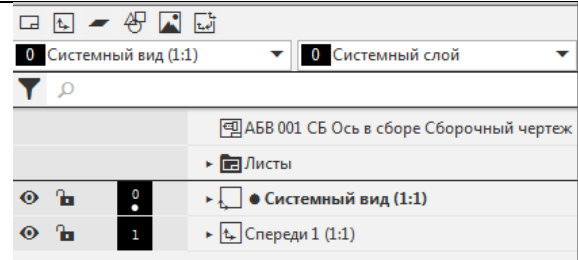 0 Системный вид (1:1) 0 Системный слой
АБВ 001 СБ Ось в сборе Сборочный чертеж
Листы
0 Системный вид (1:1)
1 Спереди 1 (1:1)